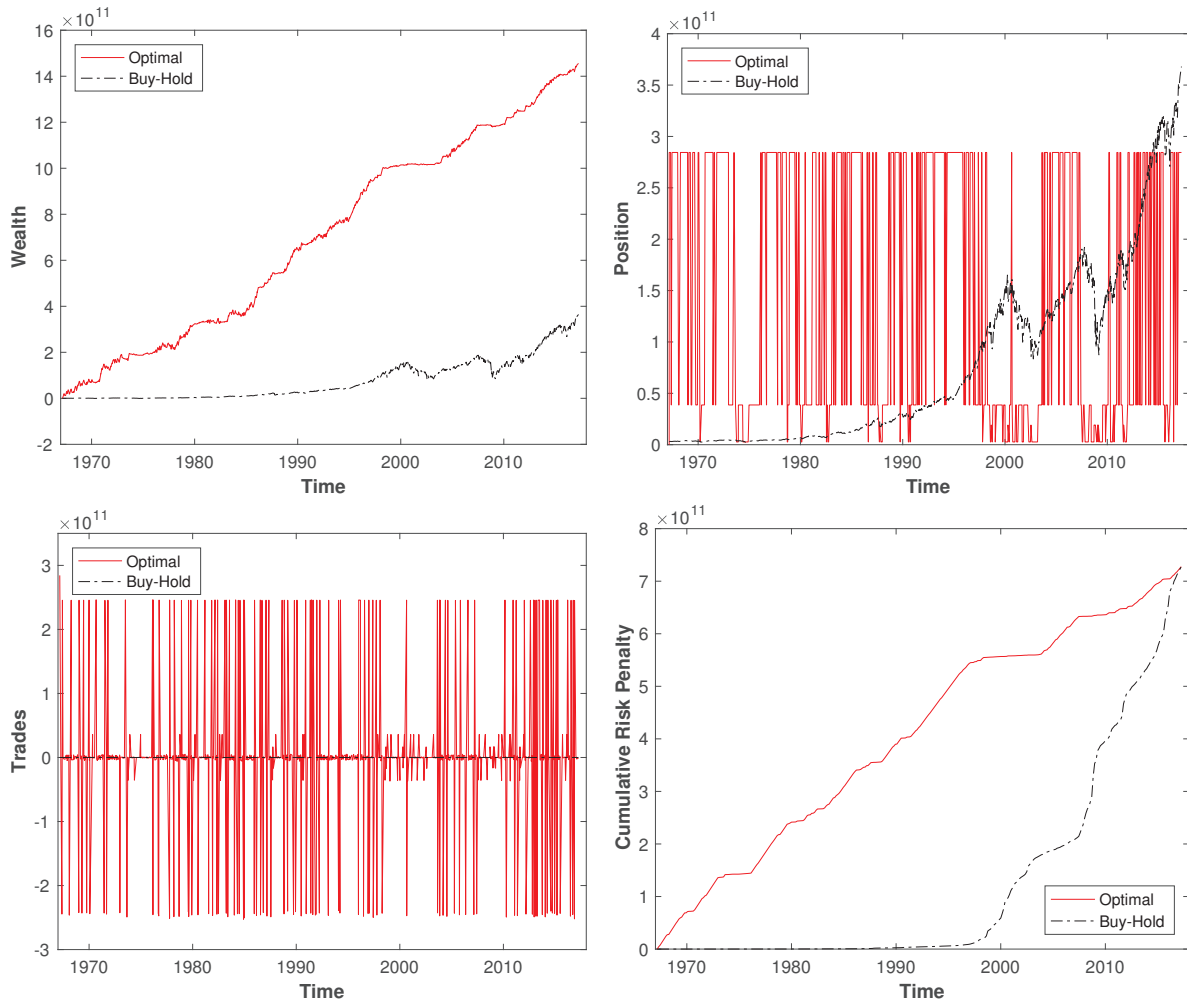 ×10^11
16
14
12
10
8
6
4
2
0
-2
Wealth
Optimal
Buy-Hold
1970 1980 1990 2000 2010
Time
×10^11
4
3.5
3
2.5
2
1.5
1
0.5
0
Position
Optimal
Buy-Hold
1970 1980 1990 2000 2010
Time
×10^11
3
2
1
0
-1
-2
-3
Trades
Optimal
Buy-Hold
1970 1980 1990 2000 2010
Time
×10^11
8
7
6
5
4
3
2
1
0
Cumulative Risk Penalty
Optimal
Buy-Hold
1970 1980 1990 2000 2010
Time